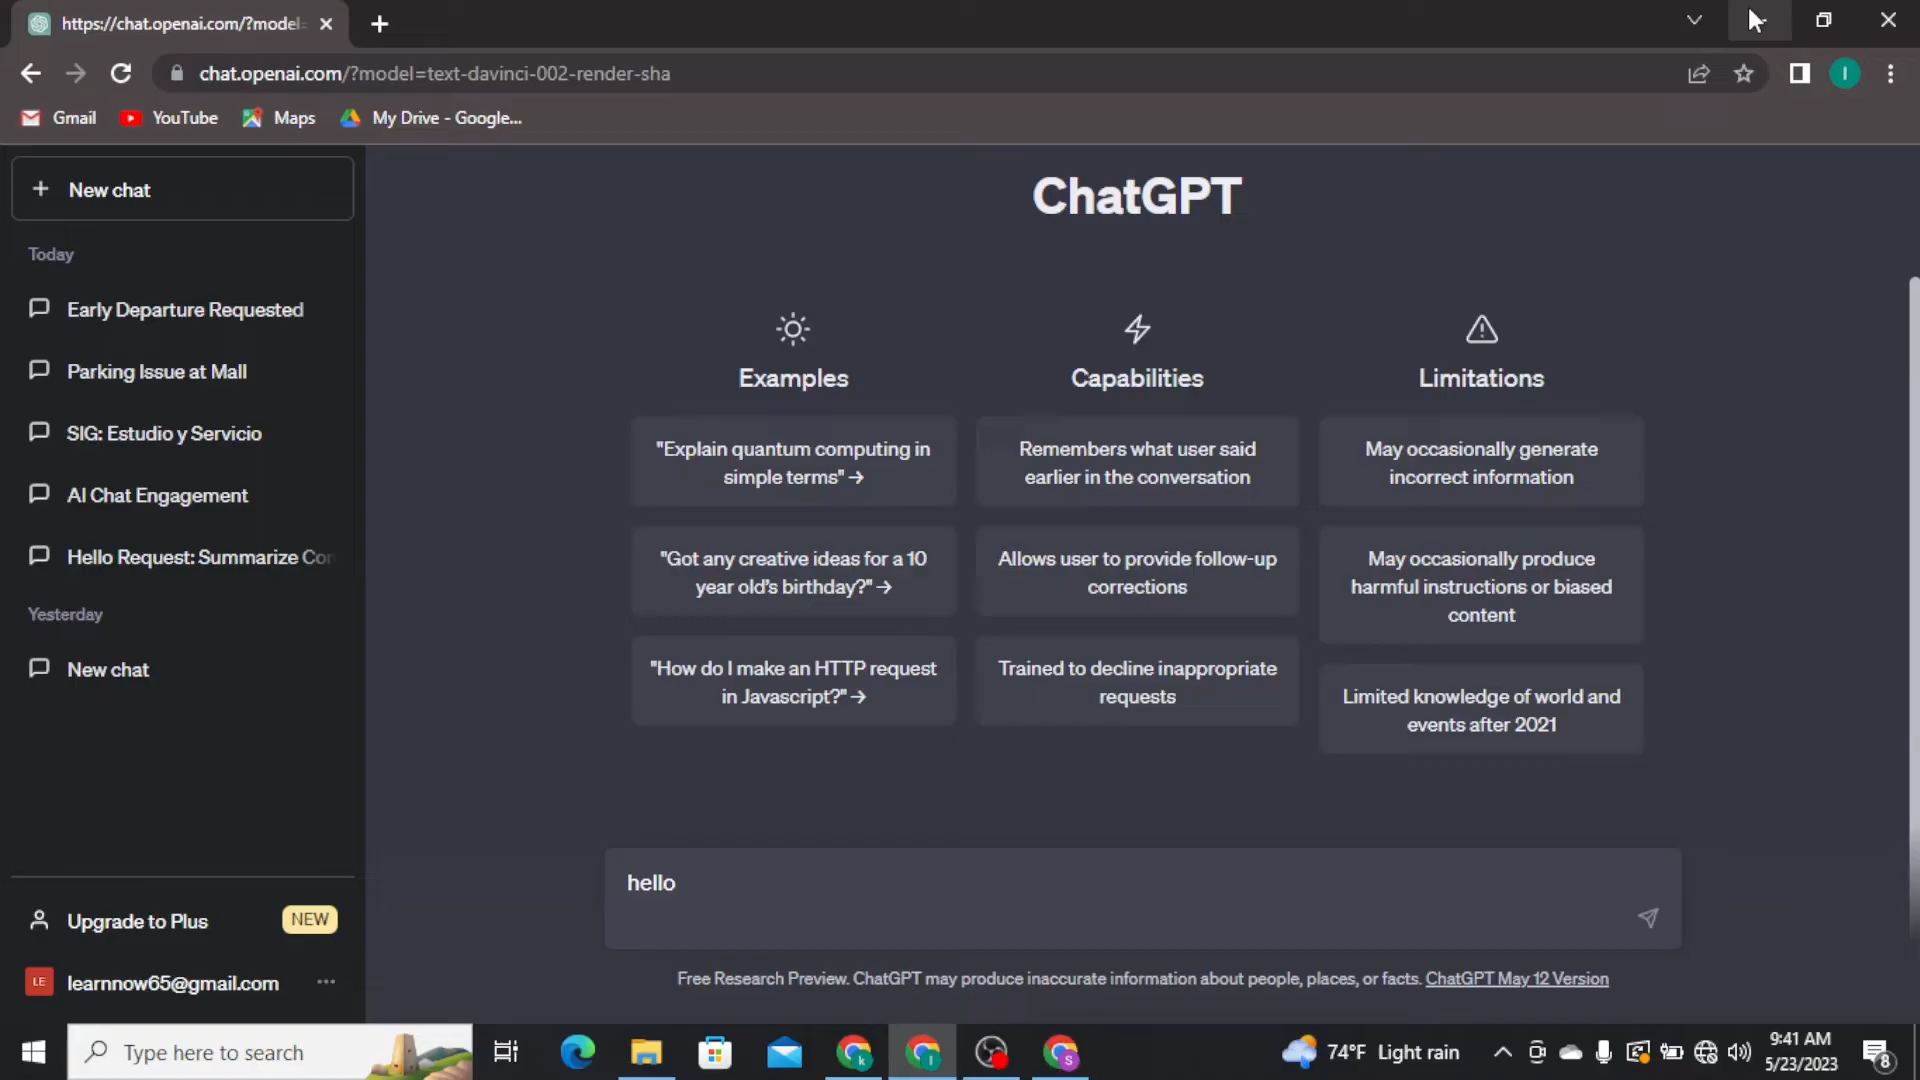 https://chat.openai.com/?model=
chat.openai.com/?model=text-davinci-002-render-sha
I
Gmail
YouTube
Maps
My Drive - Google...
New chat
Today
Early Departure Requested
Parking Issue at Mall
SIG: Estudio y Servicio
AI Chat Engagement
Hello Request: Summarize Con
Yesterday
New chat
Upgrade to Plus
NEW
LE
learnnow65@gmail.com
ChatGPT
Examples
"Explain quantum computing in
simple terms" →
"Got any creative ideas for a 10
year old's birthday?" →
"How do I make an HTTP request
in Javascript?" →
Capabilities
Remembers what user said
earlier in the conversation
Allows user to provide follow-up
corrections
Trained to decline inappropriate
requests
Limitations
May occasionally generate
incorrect information
May occasionally produce
harmful instructions or biased
content
Limited knowledge of world and
events after 2021
hello
Free Research Preview. ChatGPT may produce inaccurate information about people, places, or facts. ChatGPT May 12 Version
Type here to search
k
I
S
74°F Light rain
9:41 AM
5/23/2023
8